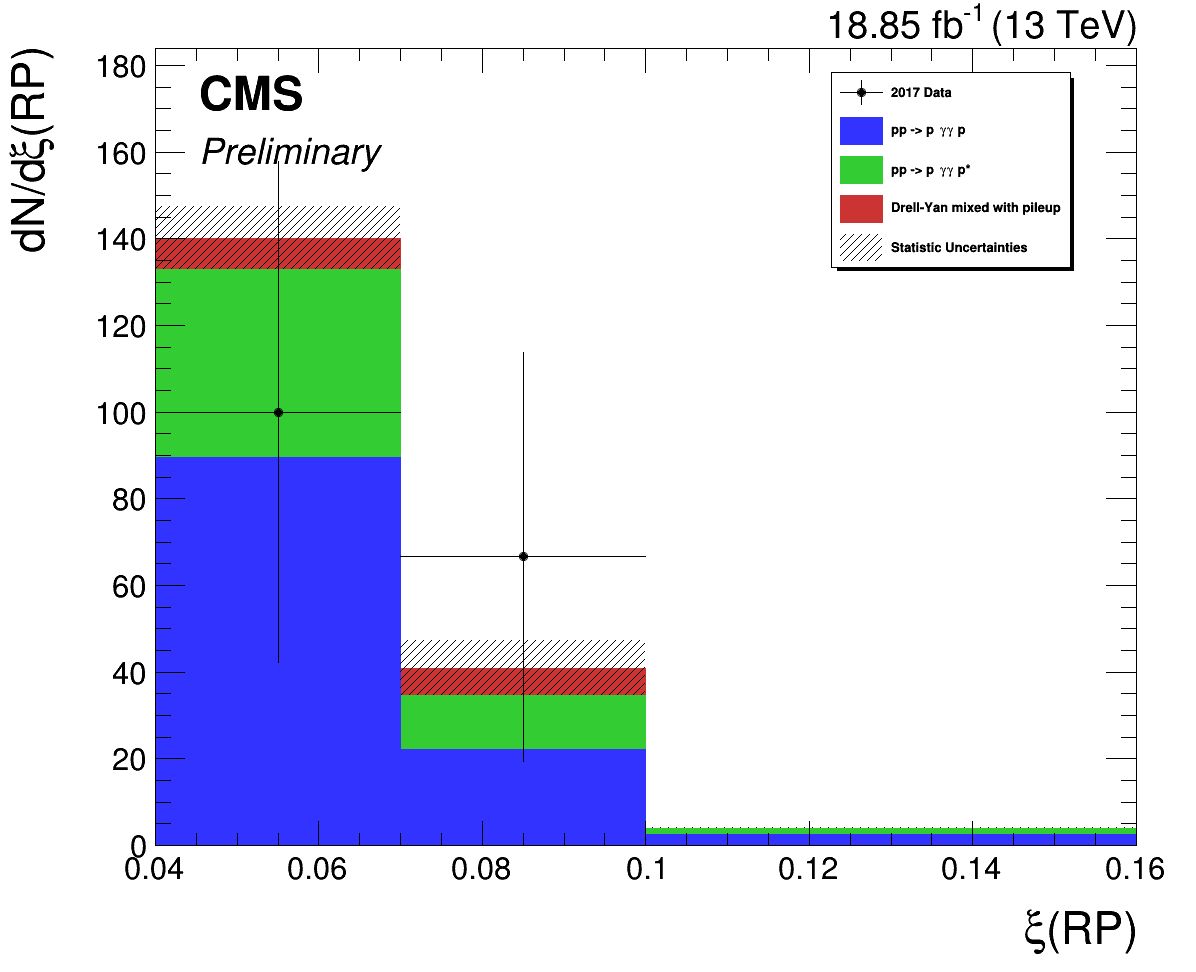 18.85 fb⁻¹ (13 TeV)
dN/dξ(RP)
CMS
Preliminary
2017 Data
pp -> p γγ p
pp -> p γγ p*
Drell-Yan mixed with pileup
Statistic Uncertainties
180
160
140
120
100
80
60
40
20
0
0.04 0.06 0.08 0.1 0.12 0.14 0.16
ξ(RP)